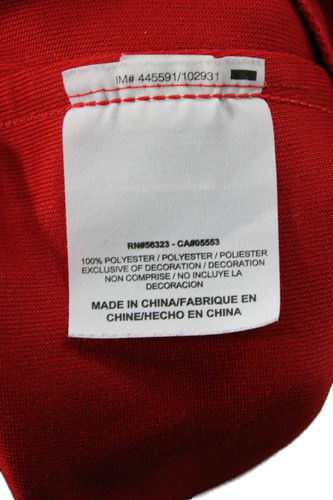 IM# 445591/102931
RN#56323 - CA#05553
100% POLYESTER / POLYESTER / POLIESTER
EXCLUSIVE OF DECORATION / DECORATION
NON COMPRISE / NO INCLUYE LA
DECORACION
MADE IN CHINA/FABRIQUE EN
CHINE/HECHO EN CHINA